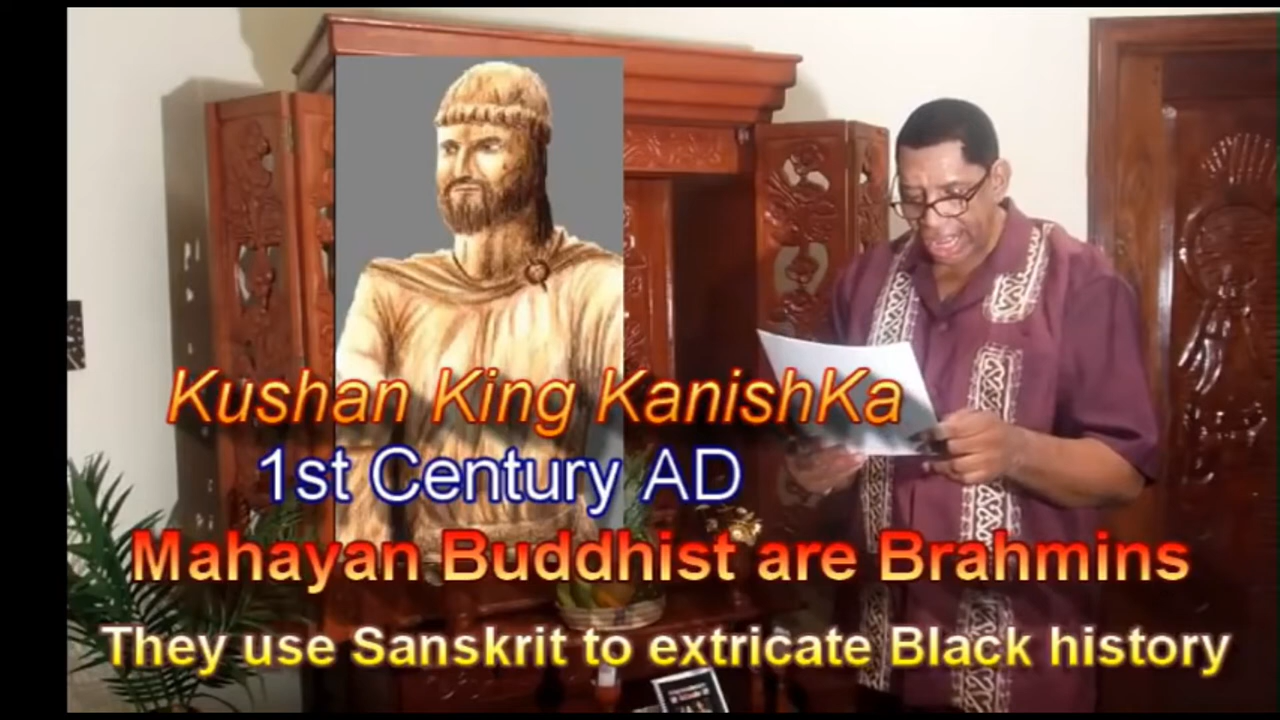 Kushan King KanishKa
1st Century AD
Mahayan Buddhist are Brahmins
They use Sanskrit to extricate Black history